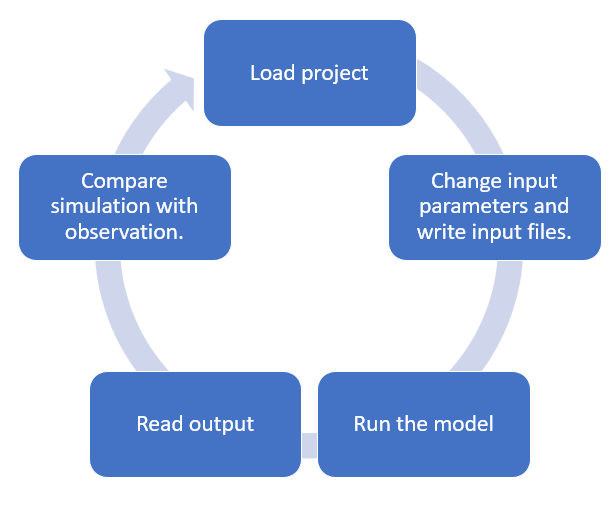 Load project
Change input
parameters and
write input files.
Run the model
Read output
Compare
simulation with
observation.